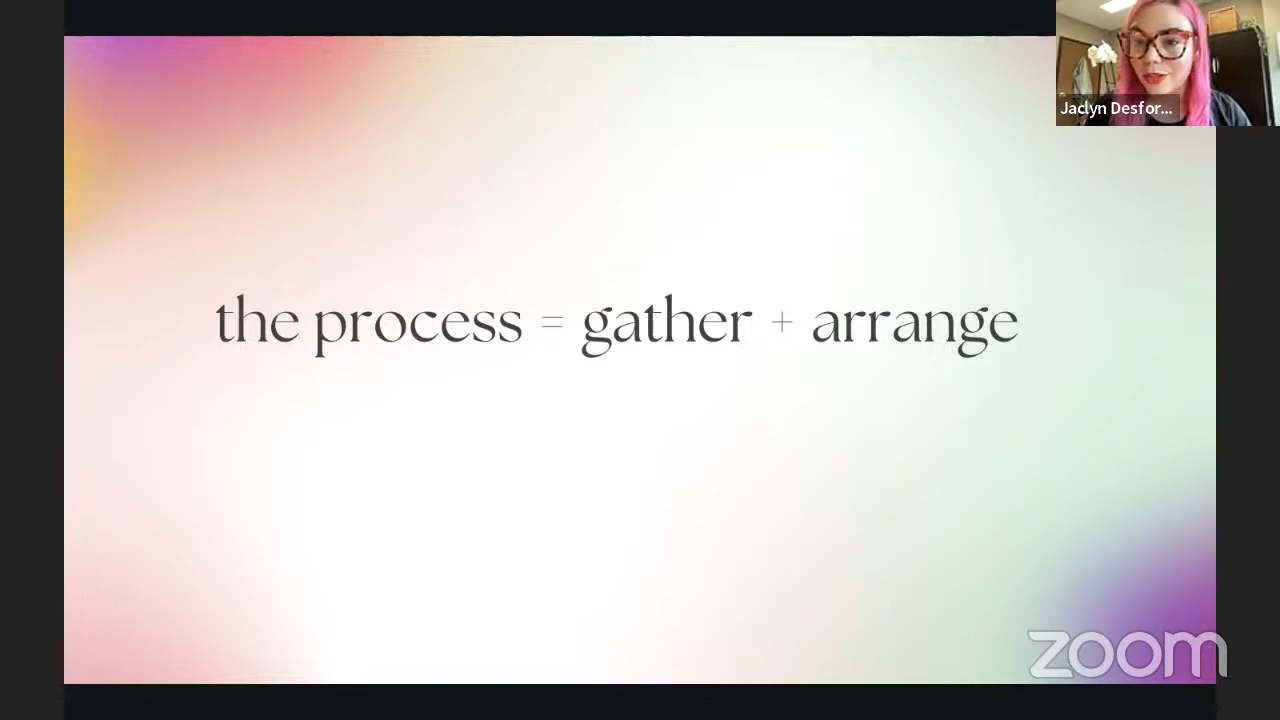 Jaclyn Desfor...
the process = gather + arrange
zoom